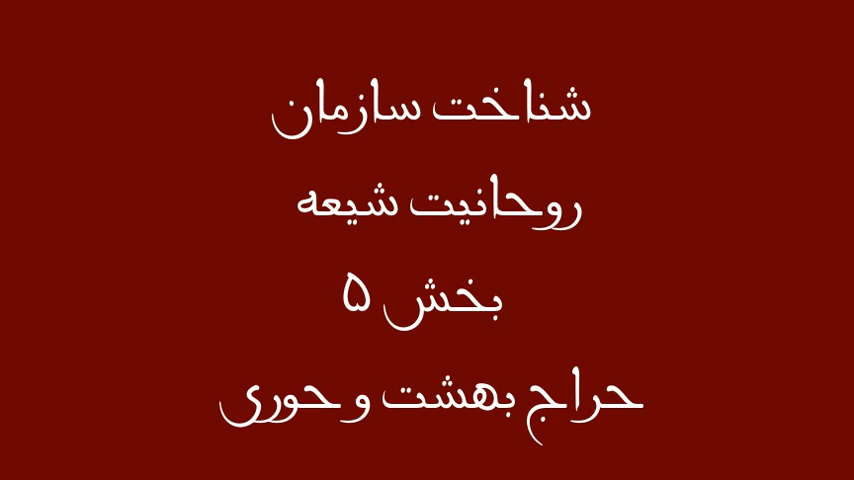 شناخت سازمان
روحانیت شیعه
بخش ۵
حراج بهشت و حوری